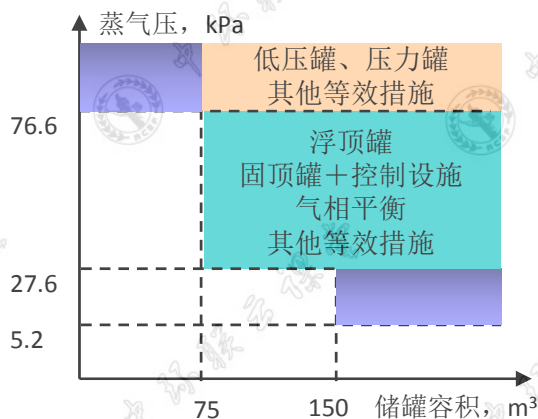 蒸气压，kPa
低压罐、压力罐
其他等效措施
76.6
浮顶罐
固顶罐＋控制设施
气相平衡
其他等效措施
27.6
5.2
75
150
储罐容积，m³